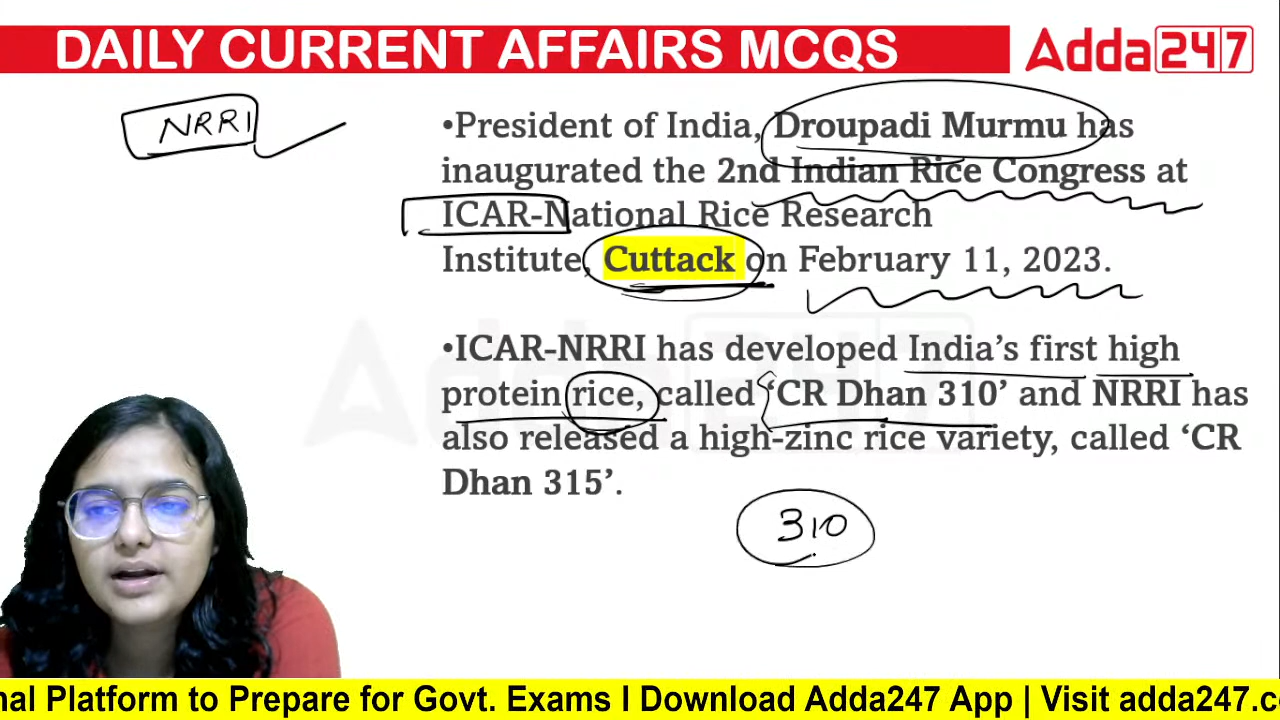 DAILY CURRENT AFFAIRS MCQS
Adda247
NRRI
•President of India, Droupadi Murmu has
inaugurated the 2nd Indian Rice Congress at
ICAR-National Rice Research
Institute, Cuttack on February 11, 2023.
•ICAR-NRRI has developed India’s first high
protein rice, called ‘CR Dhan 310’ and NRRI has
also released a high-zinc rice variety, called ‘CR
Dhan 315’.
310
nal Platform to Prepare for Govt. Exams I Download Adda247 App | Visit adda247.c